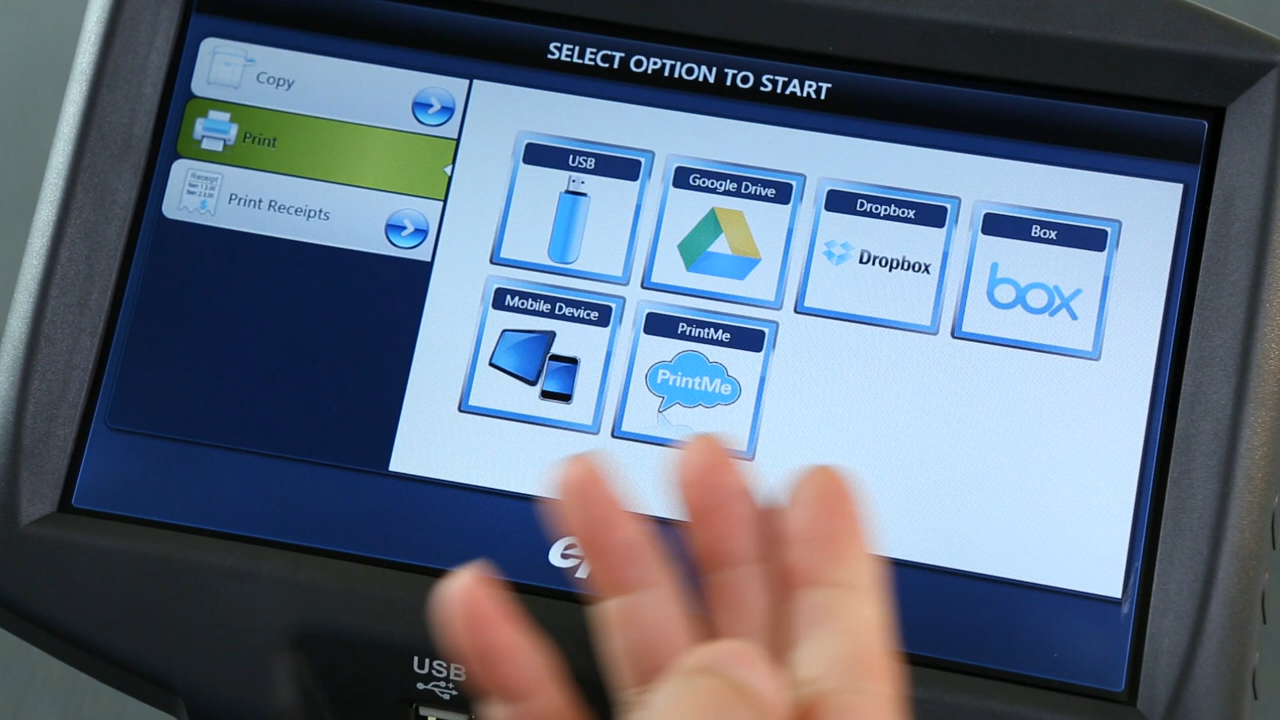 SELECT OPTION TO START
Copy
Print
Receipt
Print Receipts
USB
Google Drive
Dropbox
Dropbox
Box
box
Mobile Device
PrintMe
PrintMe
USB